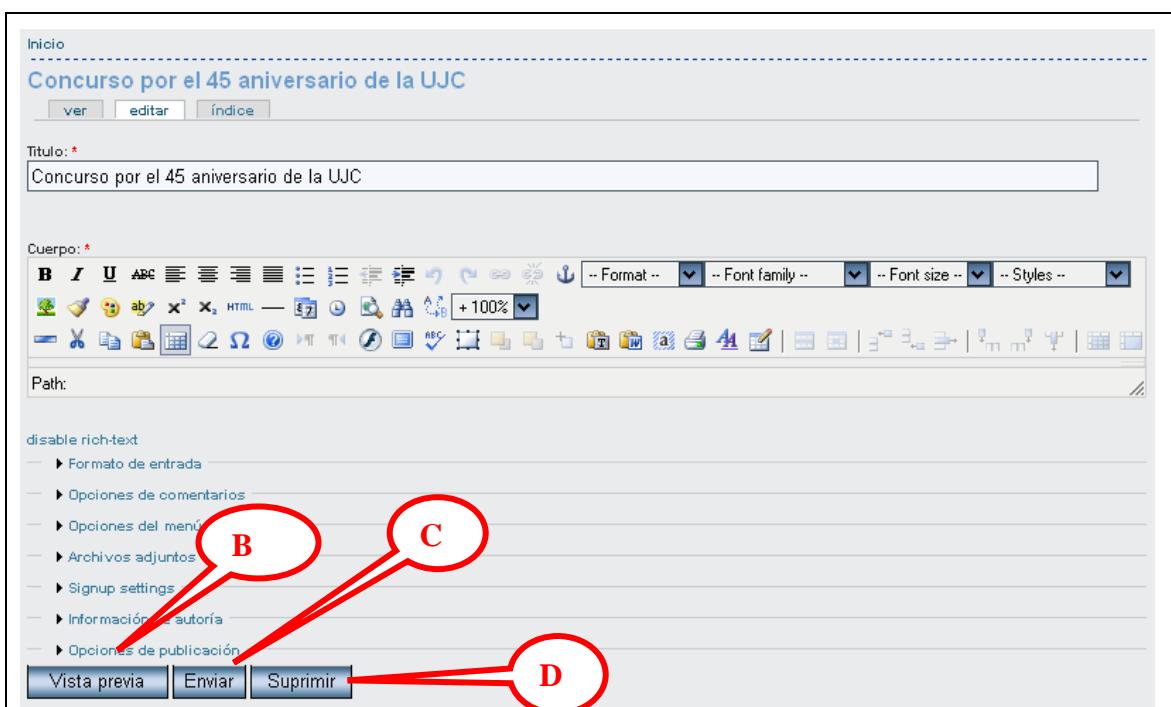 Inicio
Concurso por el 45 aniversario de la UJC
ver editar índice
Titulo: *
Concurso por el 45 aniversario de la UJC
Cuerpo: *
B I U ABC -- Format -- -- Font family -- -- Font size -- -- Styles --
ab x² x₂ HTML + 100%
Ω ABC
Path:
disable rich-text
Formato de entrada
Opciones de comentarios
Opciones del menú
Archivos adjuntos
B
C
Signup settings
Información de autoría
Opciones de publicación
Vista previa Enviar Suprimir
D